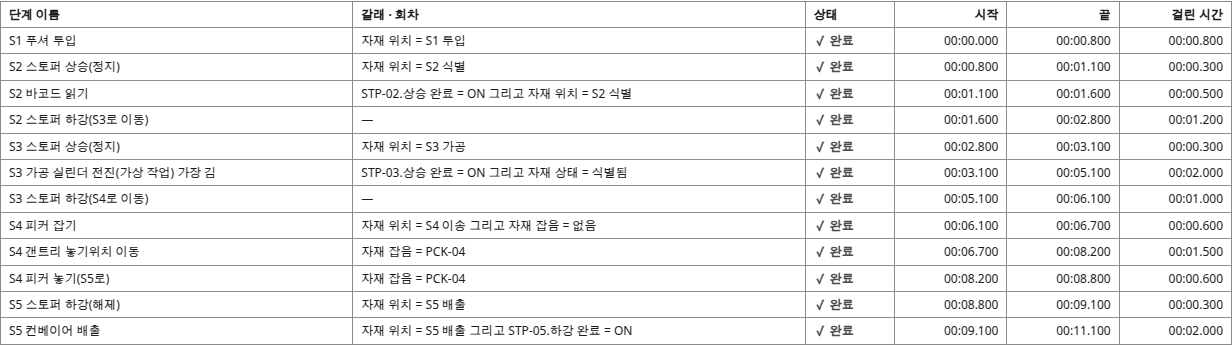 단계 이름 갈래 · 회차 상태 시작 끝 걸린 시간
S1 푸셔 투입 자재 위치 = S1 투입 ✓ 완료 00:00.000 00:00.800 00:00.800
S2 스토퍼 상승(정지) 자재 위치 = S2 식별 ✓ 완료 00:00.800 00:01.100 00:00.300
S2 바코드 읽기 STP-02.상승 완료 = ON 그리고 자재 위치 = S2 식별 ✓ 완료 00:01.100 00:01.600 00:00.500
S2 스토퍼 하강(S3로 이동) — ✓ 완료 00:01.600 00:02.800 00:01.200
S3 스토퍼 상승(정지) 자재 위치 = S3 가공 ✓ 완료 00:02.800 00:03.100 00:00.300
S3 가공 실린더 전진(가상 작업) 가장 김 STP-03.상승 완료 = ON 그리고 자재 상태 = 식별됨 ✓ 완료 00:03.100 00:05.100 00:02.000
S3 스토퍼 하강(S4로 이동) — ✓ 완료 00:05.100 00:06.100 00:01.000
S4 피커 잡기 자재 위치 = S4 이송 그리고 자재 잡음 = 없음 ✓ 완료 00:06.100 00:06.700 00:00.600
S4 갠트리 놓기위치 이동 자재 잡음 = PCK-04 ✓ 완료 00:06.700 00:08.200 00:01.500
S4 피커 놓기(S5로) 자재 잡음 = PCK-04 ✓ 완료 00:08.200 00:08.800 00:00.600
S5 스토퍼 하강(해제) 자재 위치 = S5 배출 ✓ 완료 00:08.800 00:09.100 00:00.300
S5 컨베이어 배출 자재 위치 = S5 배출 그리고 STP-05.하강 완료 = ON ✓ 완료 00:09.100 00:11.100 00:02.000